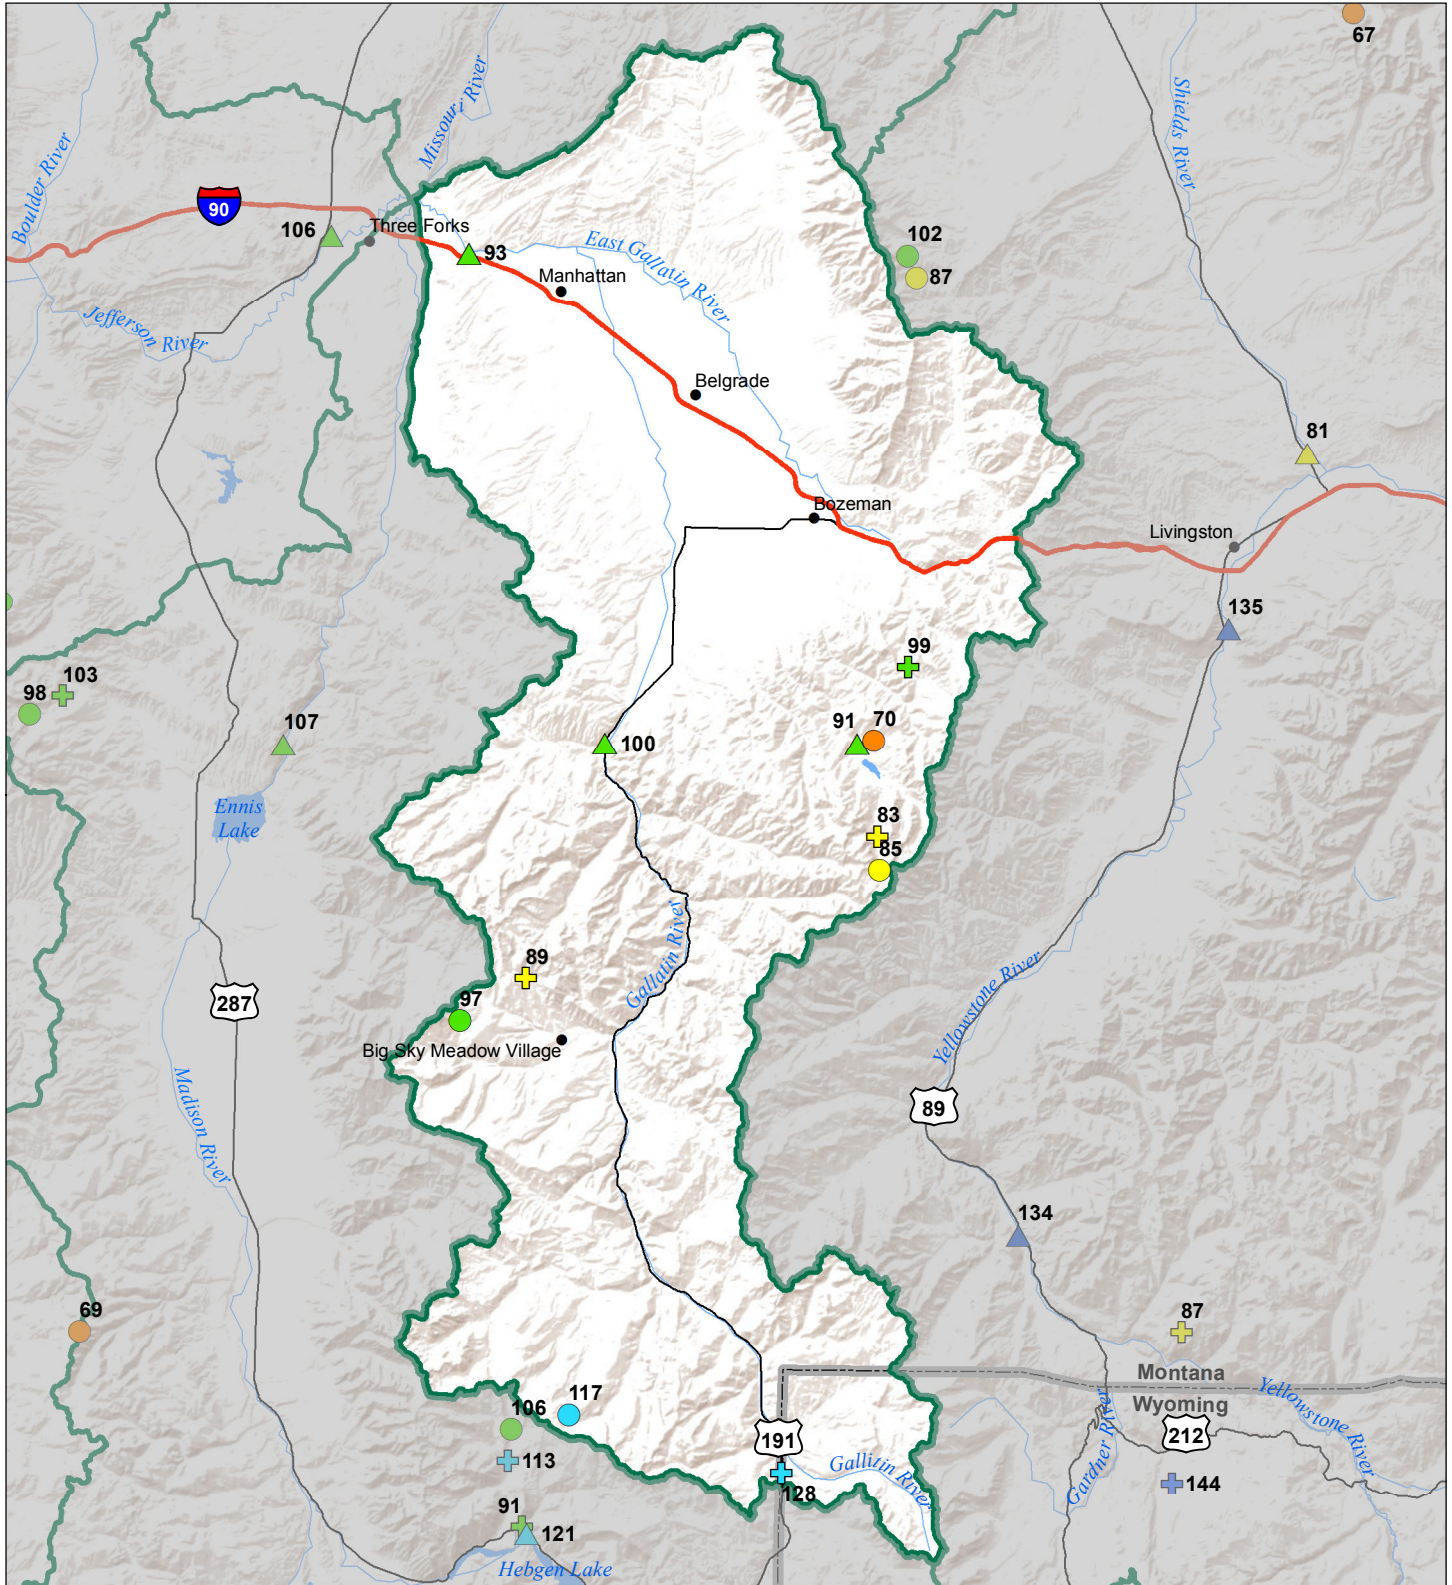 67
Missouri River
Shields River
Boulder River
90
106
Three Forks
93
East Gallatin River
102
87
Manhattan
Jefferson River
Belgrade
81
Bozeman
Livingston
135
99
103
98
107
91
70
100
Ennis
Lake
83
85
Gallatin River
89
97
Yellowstone River
287
Big Sky Meadow Village
Madison River
89
134
69
87
Montana
Wyoming
Yellowstone River
117
106
191
212
Gardner River
113
Gallitin River
144
128
91
121
Hebgen Lake